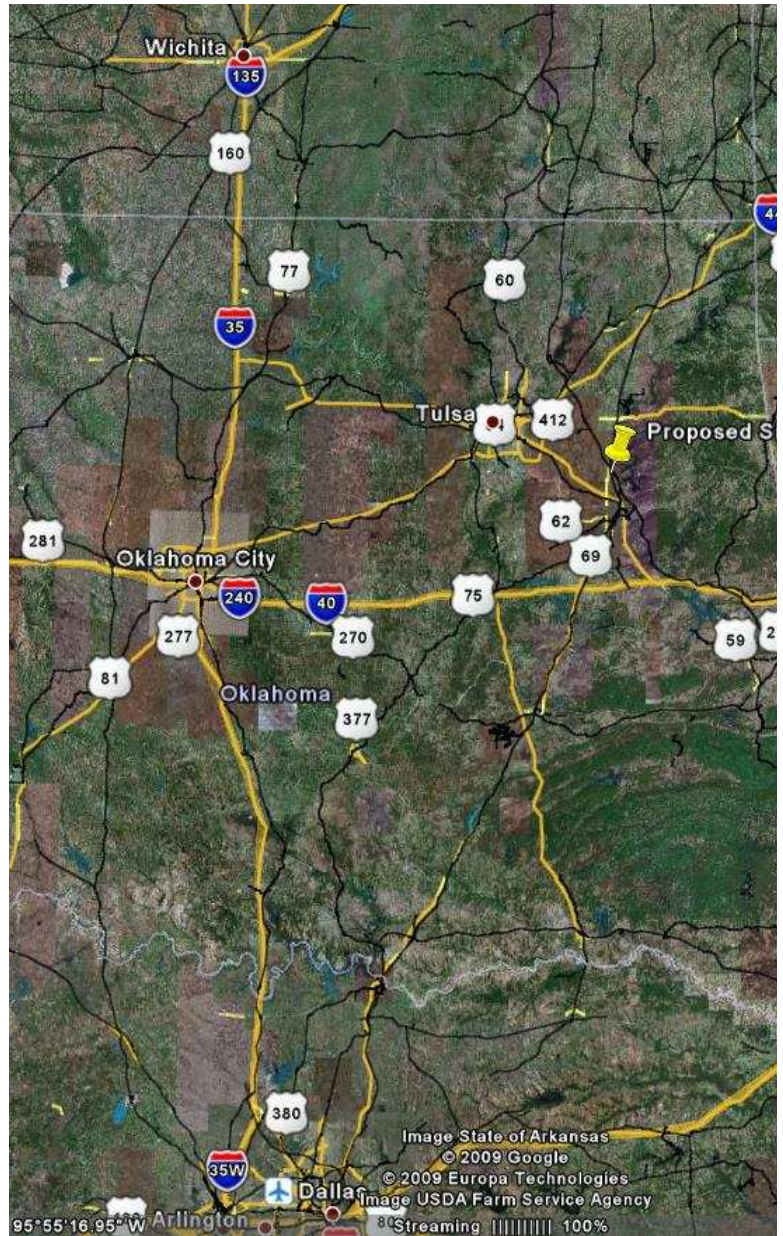 Wichita
135
160
77
60
35
Tulsa
412
Proposed
281
62
69
Oklahoma City
240
40
75
277
270
59
81
Oklahoma
377
380
Image State of Arkansas
© 2009 Google
35W
© 2009 Europa Technologies
Dallas
Image USDA Farm Service Agency
95°55'16.95" W
Arlington
Streaming |||||||||| 100%